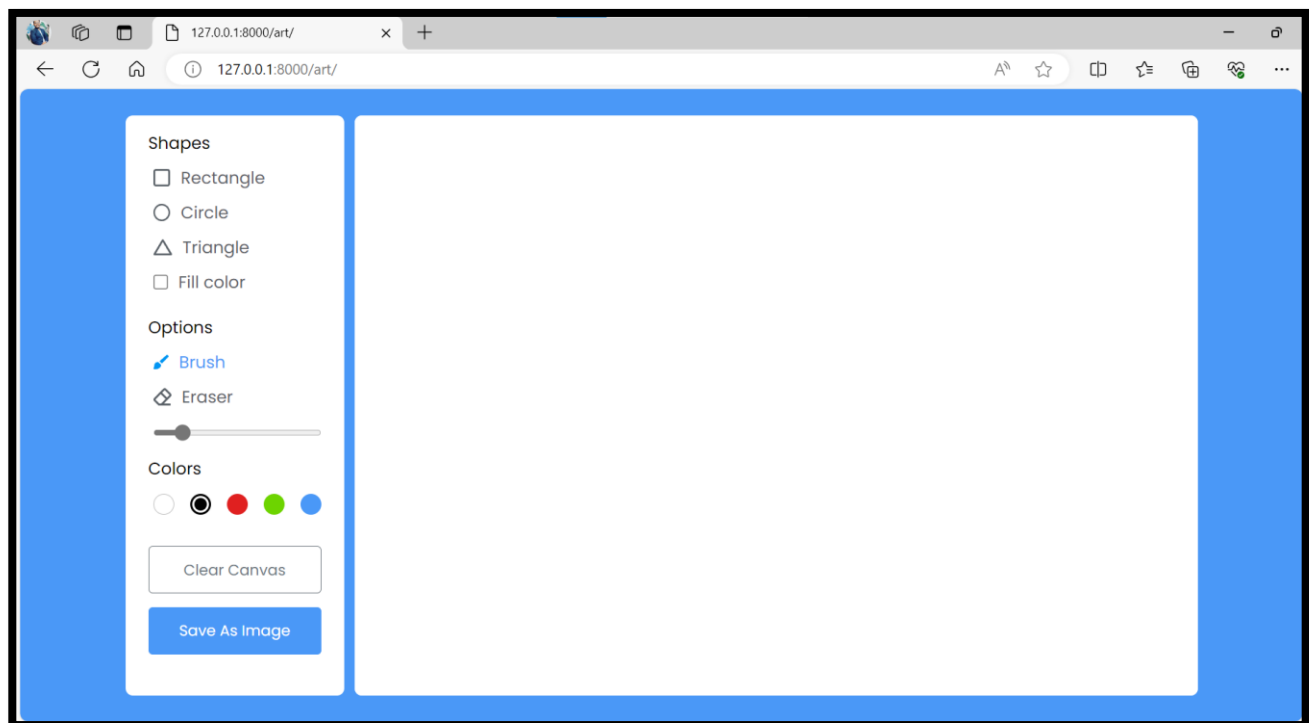 127.0.0.1:8000/art/
127.0.0.1:8000/art/
Shapes
Rectangle
Circle
Triangle
Fill color
Options
Brush
Eraser
Colors
Clear Canvas
Save As Image